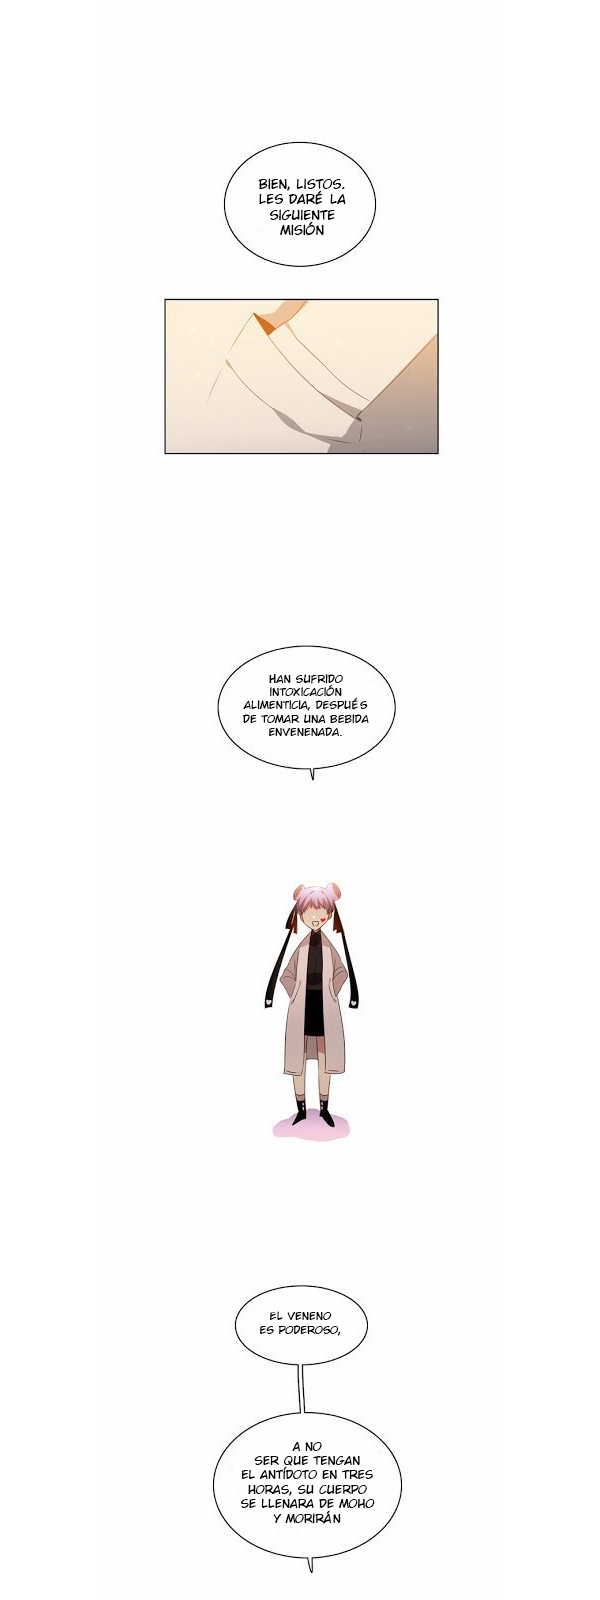 BIEN, LISTOS.
LES DARÉ LA
SIGUIENTE
MISIÓN
HAN SUFRIDO
INTOXICACIÓN
ALIMENTICIA, DESPUÉS
DE TOMAR UNA BEBIDA
ENVENENADA.
EL VENENO
ES PODEROSO,
A NO
SER QUE TENGAN
EL ANTÍDOTO EN TRES
HORAS, SU CUERPO
SE LLENARA DE MOHO
Y MORIRÁN